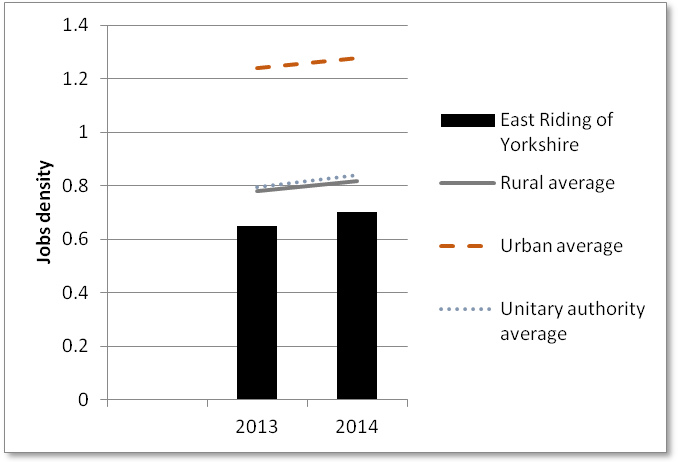 1.4
1.2
1
0.8
0.6
0.4
0.2
0
Jobs density
2013
2014
East Riding of
Yorkshire
Rural average
Urban average
Unitary authority
average